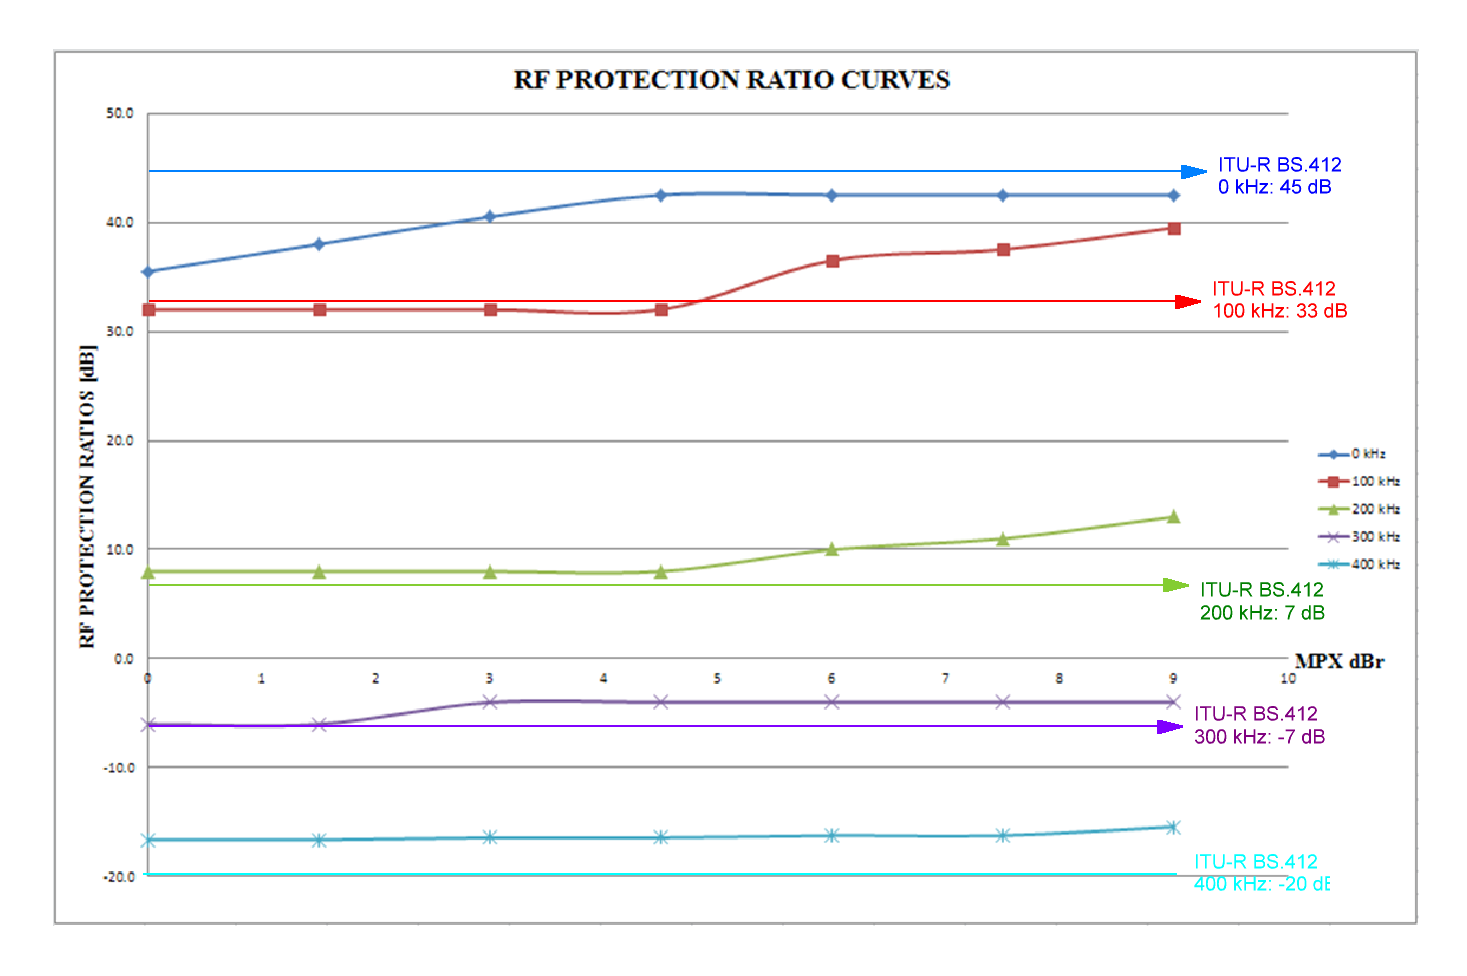 RF PROTECTION RATIO CURVES
50.0
ITU-R BS.412
0 kHz: 45 dB
40.0
ITU-R BS.412
100 kHz: 33 dB
30.0
RF PROTECTION RATIOS [dB]
20.0
0 kHz
100 kHz
200 kHz
300 kHz
400 kHz
10.0
ITU-R BS.412
200 kHz: 7 dB
0.0
MPX dBr
0 1 2 3 4 5 6 7 8 9 10
ITU-R BS.412
300 kHz: -7 dB
-10.0
ITU-R BS.412
400 kHz: -20 dB
-20.0